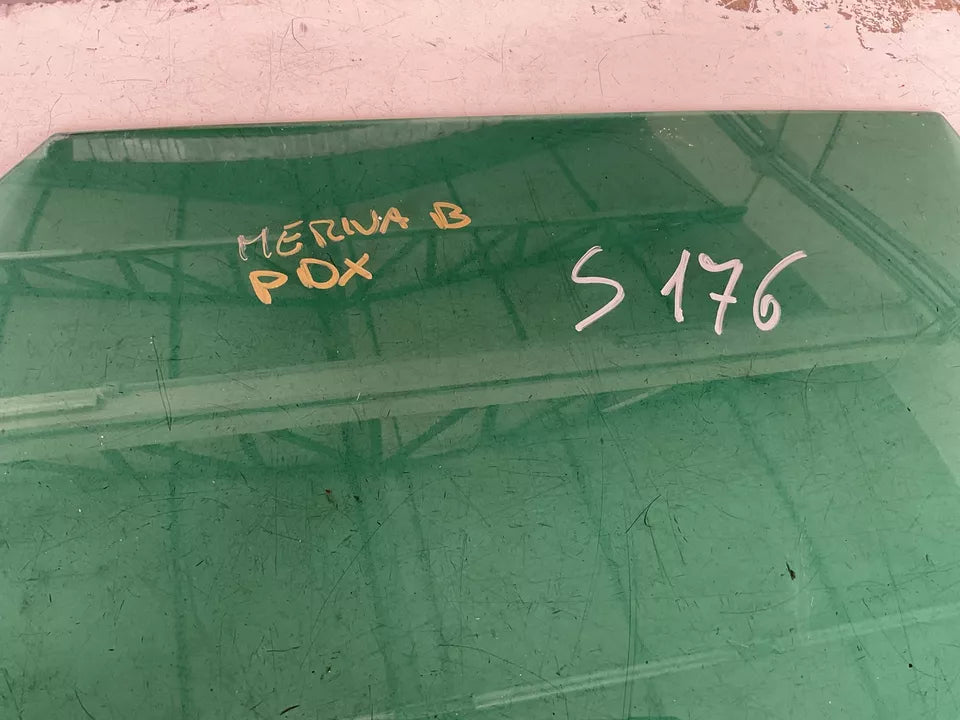 MERIVA B
PDX
S 176